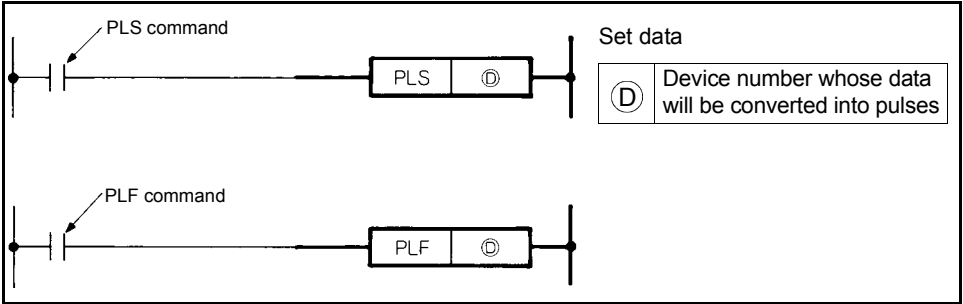 PLS command
PLS Ⓓ
Set data
Ⓓ Device number whose data
will be converted into pulses
PLF command
PLF Ⓓ